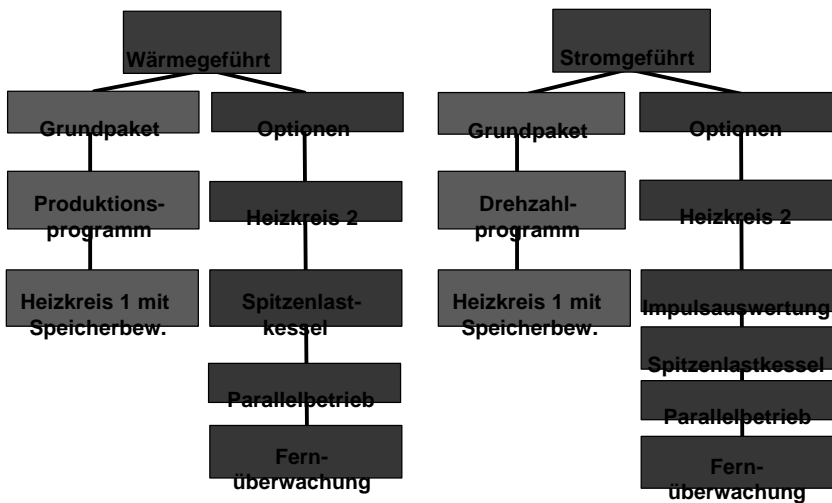 Wärmegeführt
Grundpaket
Optionen
Produktions-
programm
Heizkreis 2
Heizkreis 1 mit
Speicherbew.
Spitzenlast-
kessel
Parallelbetrieb
Fern-
überwachung
Stromgeführt
Grundpaket
Optionen
Drehzahl-
programm
Heizkreis 2
Heizkreis 1 mit
Speicherbew.
Impulsauswertung
Spitzenlastkessel
Parallelbetrieb
Fern-
überwachung